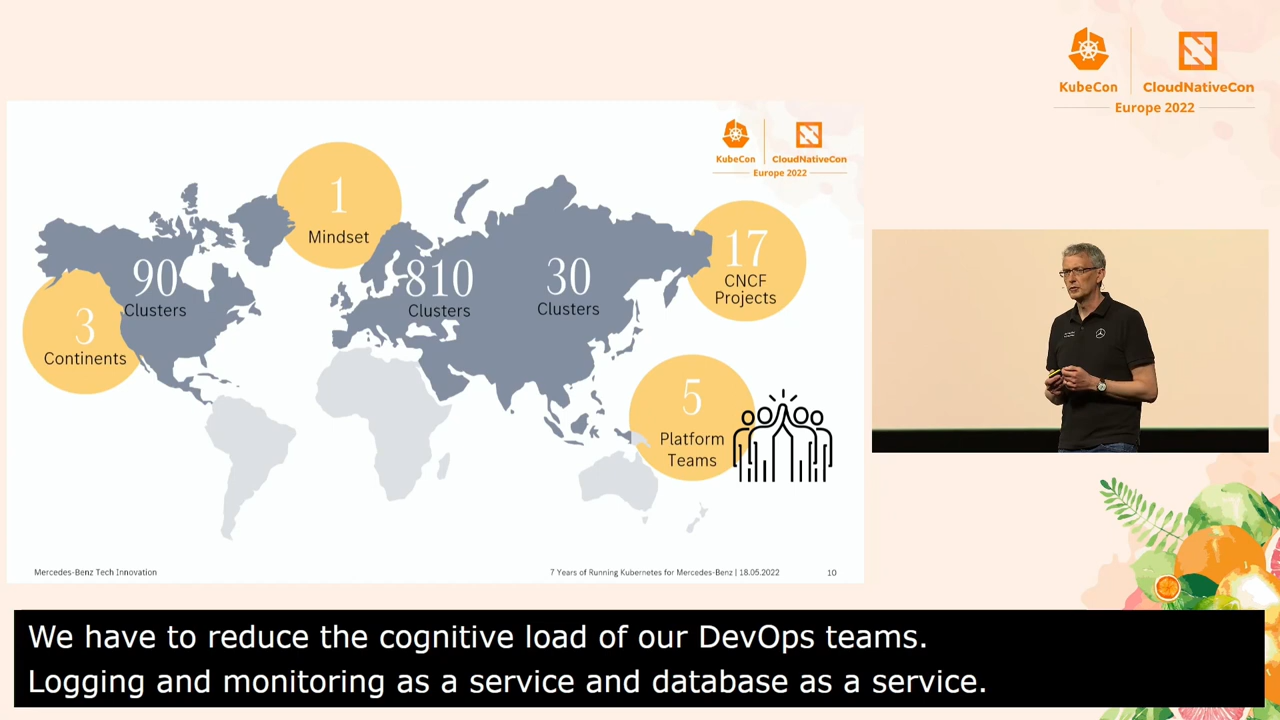 KubeCon
CloudNativeCon
Europe 2022
KubeCon
CloudNativeCon
Europe 2022
1
Mindset
90
Clusters
810
Clusters
30
Clusters
17
CNCF
Projects
3
Continents
5
Platform
Teams
Mercedes-Benz Tech Innovation
7 Years of Running Kubernetes for Mercedes-Benz | 18.05.2022
10
We have to reduce the cognitive load of our DevOps teams.
Logging and monitoring as a service and database as a service.